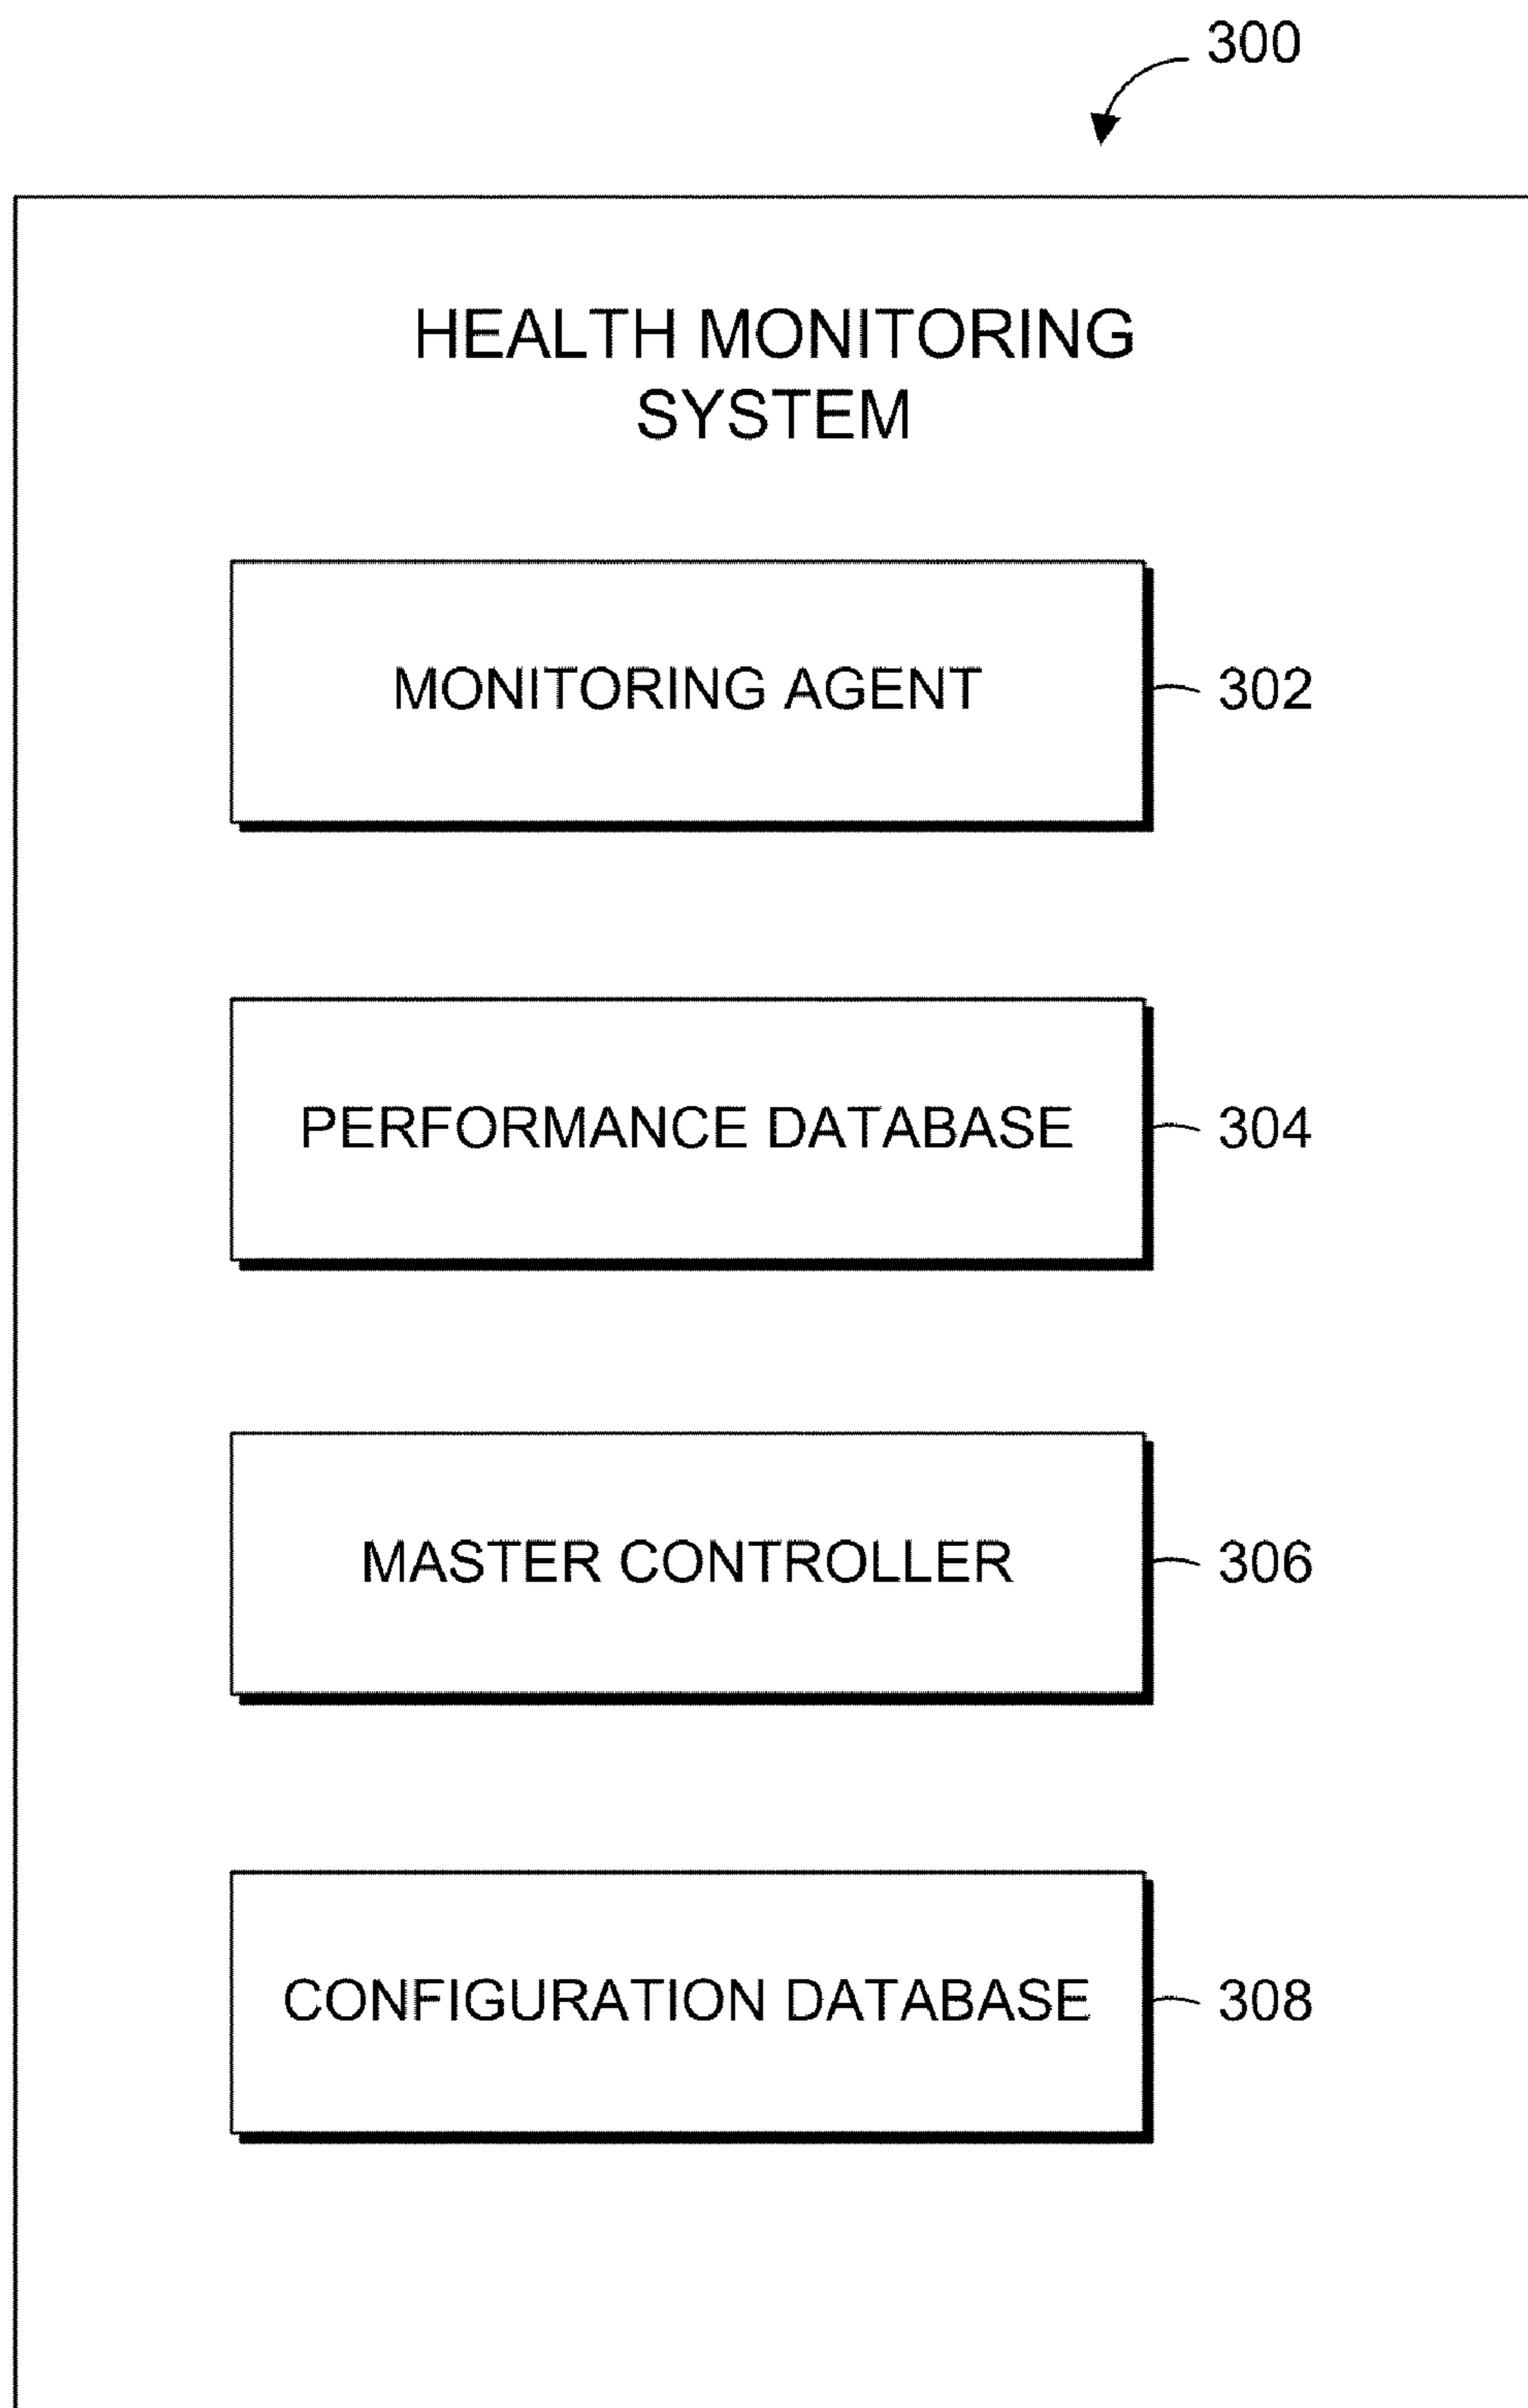 300
HEALTH MONITORING
SYSTEM
MONITORING AGENT
302
PERFORMANCE DATABASE
304
MASTER CONTROLLER
306
CONFIGURATION DATABASE
308